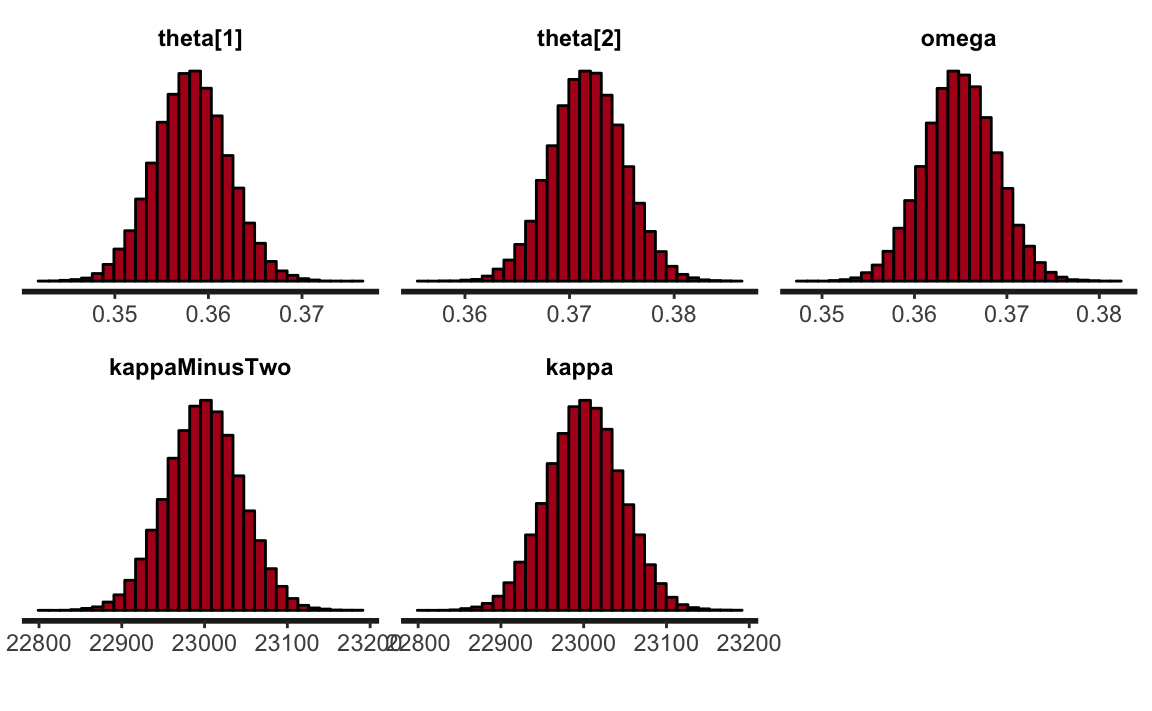 theta[1] theta[2] omega
0.35 0.36 0.37 0.36 0.37 0.38 0.35 0.36 0.37 0.38
kappaMinusTwo kappa
22800 22900 23000 23100 23200 22800 22900 23000 23100 23200